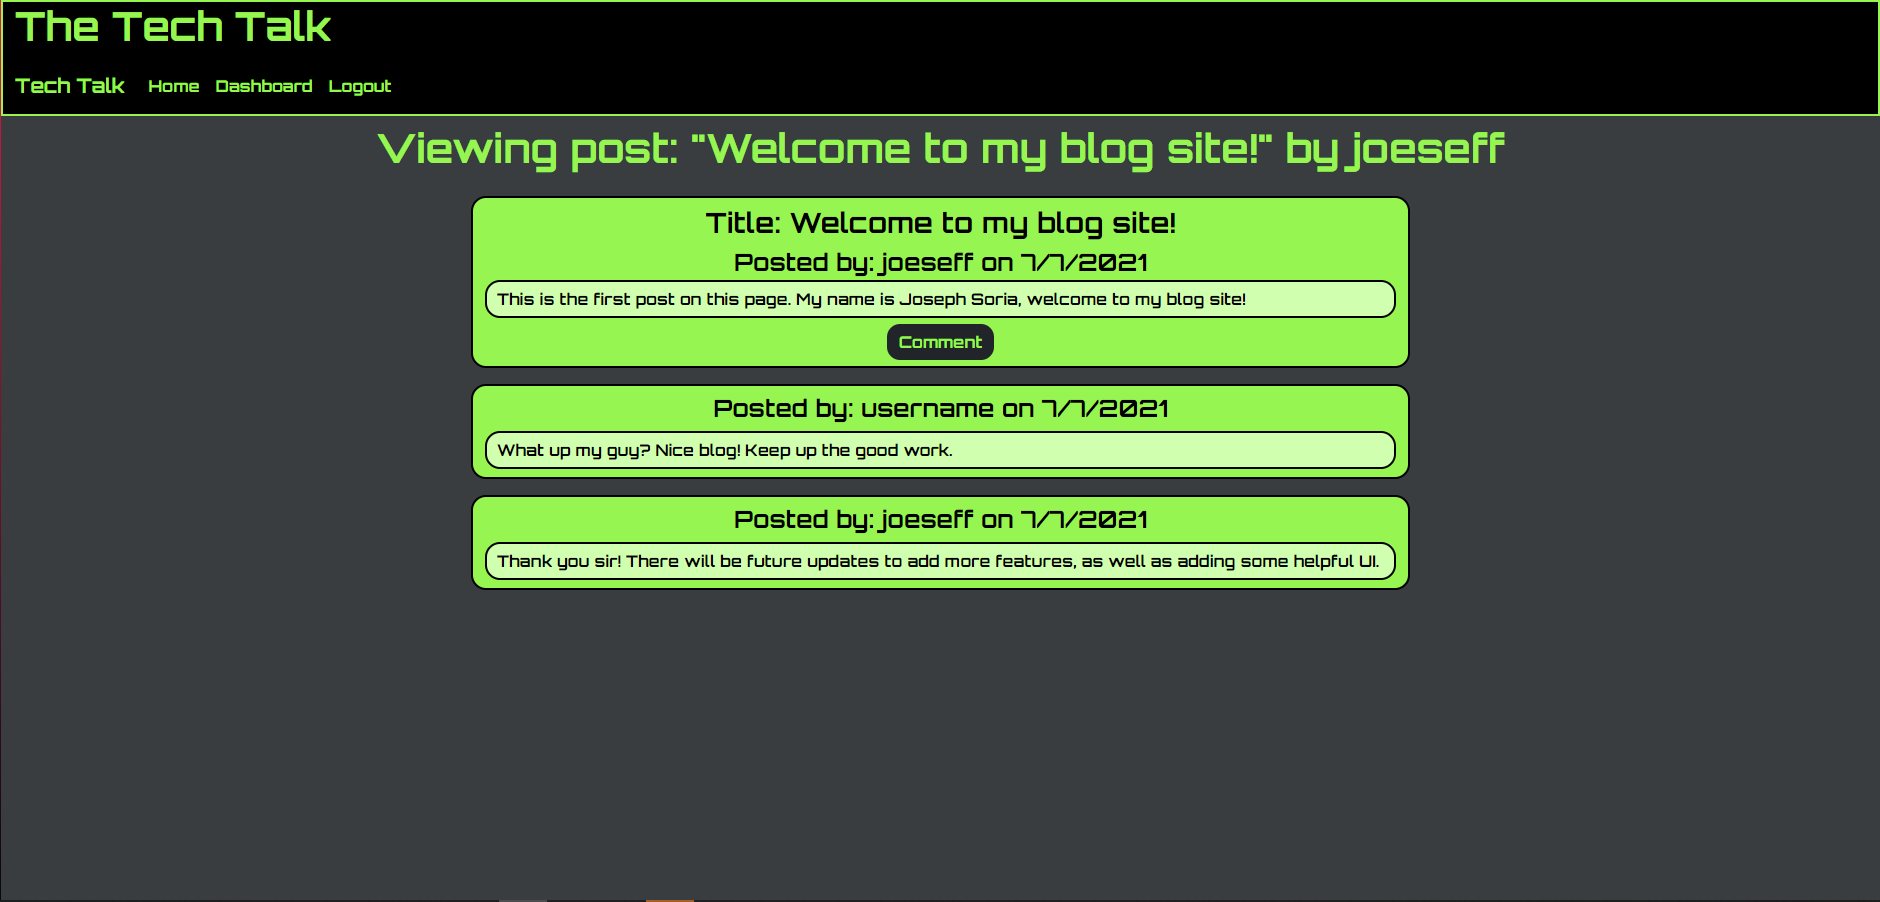 The Tech Talk
Tech Talk Home Dashboard Logout
Viewing post: "Welcome to my blog site!" by joeseff
Title: Welcome to my blog site!
Posted by: joeseff on 7/7/2021
This is the first post on this page. My name is Joseph Soria, welcome to my blog site!
Comment
Posted by: username on 7/7/2021
What up my guy? Nice blog! Keep up the good work.
Posted by: joeseff on 7/7/2021
Thank you sir! There will be future updates to add more features, as well as adding some helpful UI.